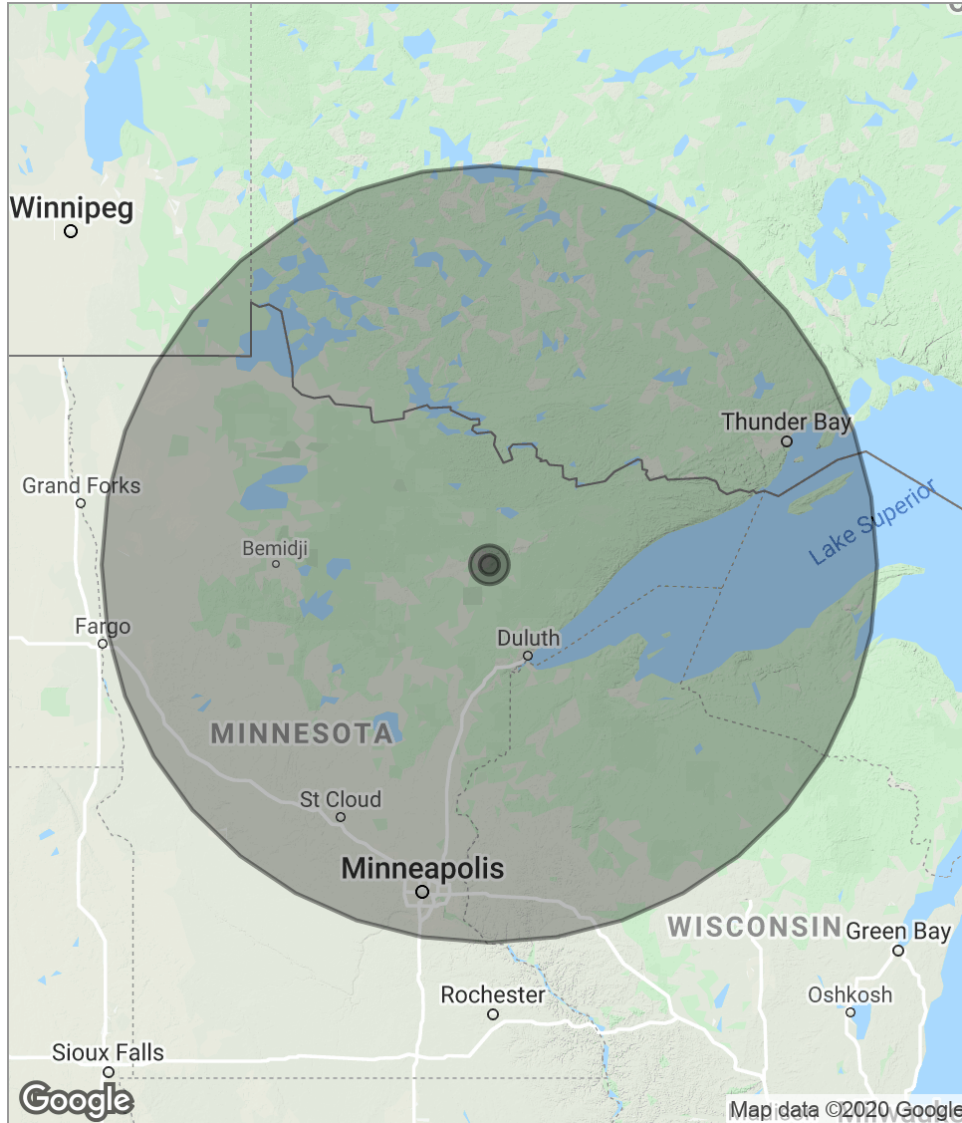 Winnipeg
Thunder Bay
Grand Forks
Lake Superior
Bemidji
Fargo
Duluth
MINNESOTA
St Cloud
Minneapolis
WISCONSIN
Green Bay
Rochester
Oshkosh
Sioux Falls
Google
Map data ©2020 Google